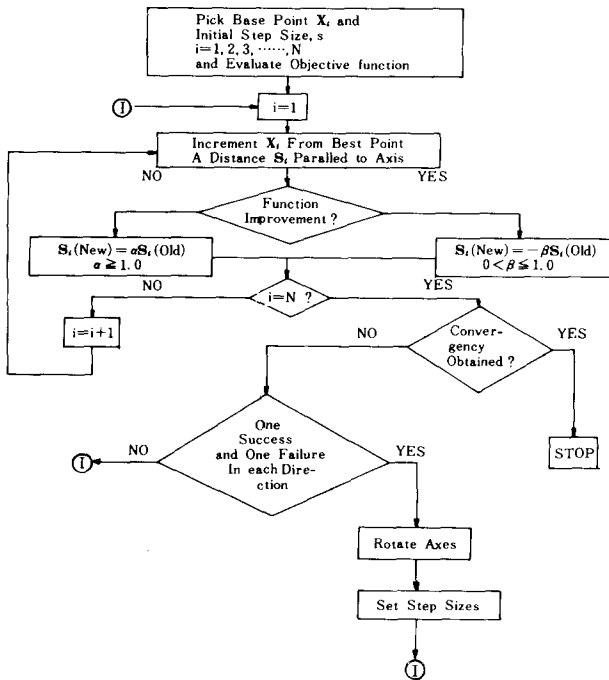 Pick Base Point X_i and
Initial Step Size, s
i=1, 2, 3, ……, N
and Evaluate Objective function
I
i=1
Increment X_i From Best Point
A Distance S_i Paralled to Axis
NO
YES
Function
Improvement ?
S_i(New)=αS_i(Old)
α≧1.0
S_i(New)=−βS_i(Old)
0<β≦1.0
NO
YES
i=N ?
i=i+1
NO
YES
Conver-
gency
Obtained ?
One
Success
and One Failure
In each Dire-
ction
NO
YES
I
STOP
Rotate Axes
Set Step Sizes
I